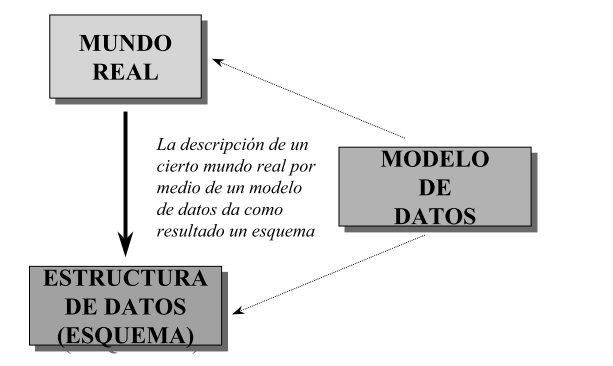 MUNDO
REAL
La descripción de un
cierto mundo real por
medio de un modelo
de datos da como
resultado un esquema
MODELO
DE
DATOS
ESTRUCTURA
DE DATOS
(ESQUEMA)